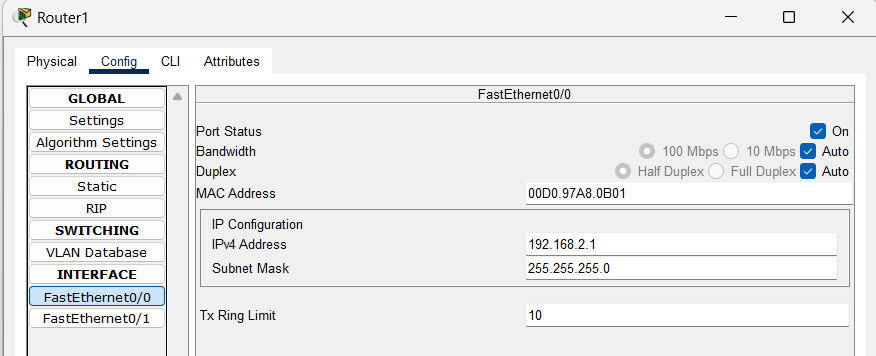 Router1
Physical Config CLI Attributes
GLOBAL
Settings
Algorithm Settings
ROUTING
Static
RIP
SWITCHING
VLAN Database
INTERFACE
FastEthernet0/0
FastEthernet0/1
FastEthernet0/0
Port Status On
Bandwidth 100 Mbps 10 Mbps Auto
Duplex Half Duplex Full Duplex Auto
MAC Address 00D0.97A8.0B01
IP Configuration
IPv4 Address 192.168.2.1
Subnet Mask 255.255.255.0
Tx Ring Limit 10